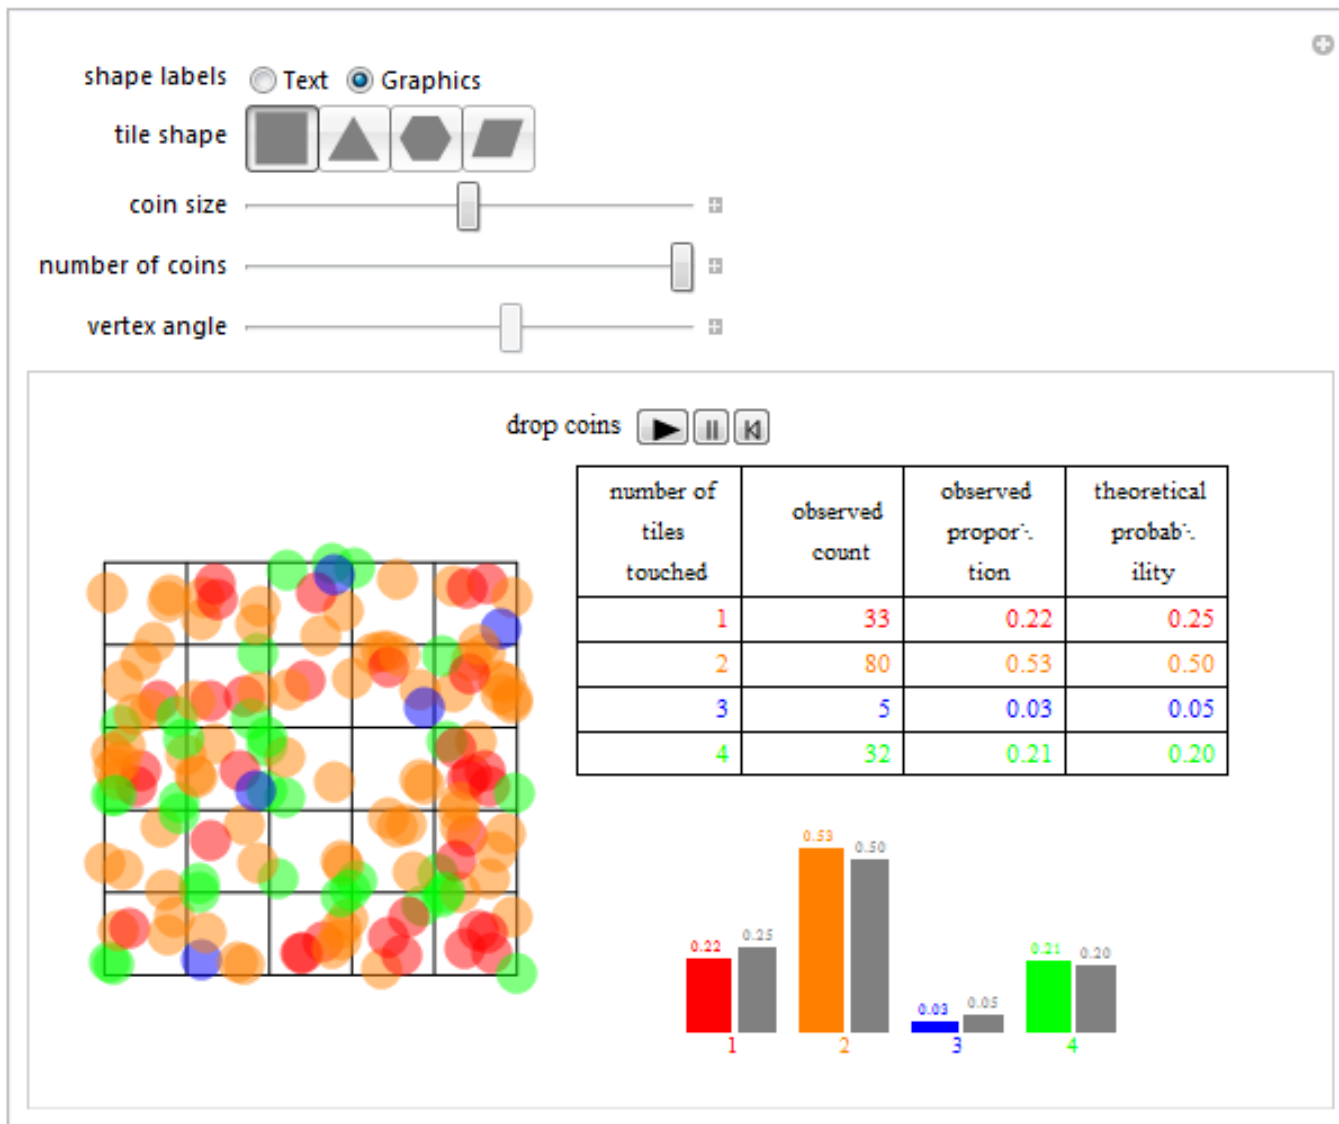 shape labels Text Graphics
tile shape
coin size
number of coins
vertex angle
drop coins
number of tiles touched observed count observed propor⋱ tion theoretical probab⋱ ility
1 33 0.22 0.25
2 80 0.53 0.50
3 5 0.03 0.05
4 32 0.21 0.20
0.53 0.50
0.22 0.25 0.21 0.20
0.03 0.05
1 2 3 4